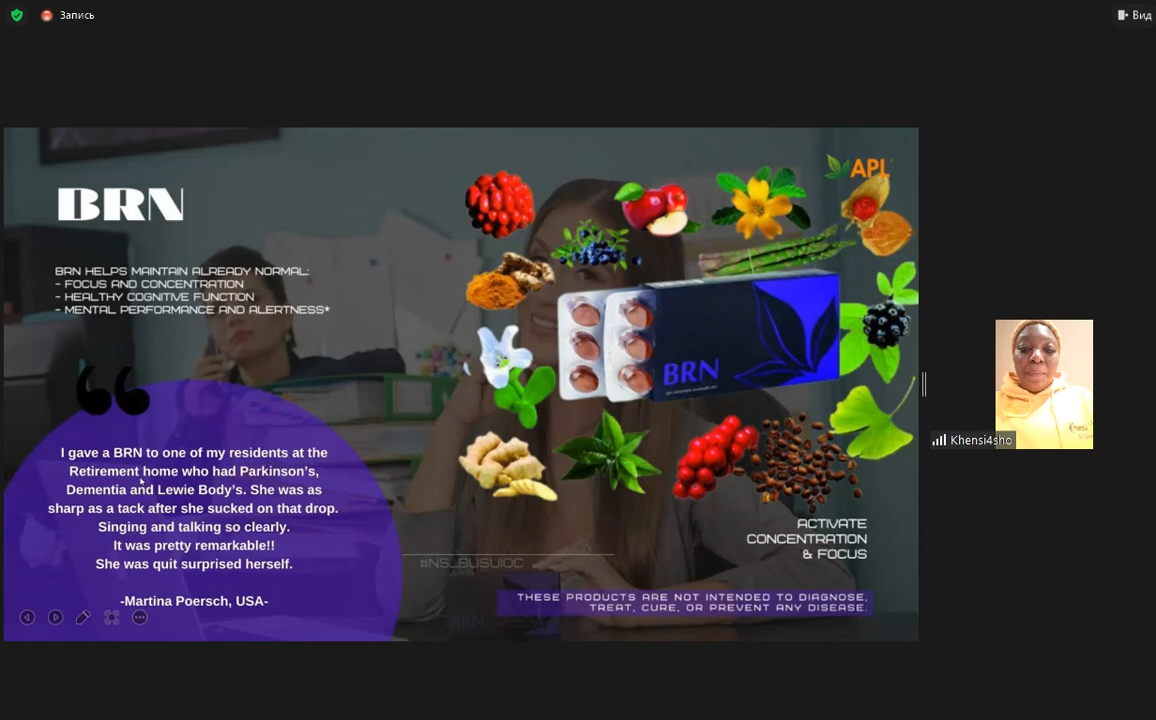 Запись
Вид
APL
BRN
BRN HELPS MAINTAIN ALREADY NORMAL:
- FOCUS AND CONCENTRATION
- HEALTHY COGNITIVE FUNCTION
- MENTAL PERFORMANCE AND ALERTNESS*
BRN
I gave a BRN to one of my residents at the
Retirement home who had Parkinson's,
Dementia and Lewie Body's. She was as
sharp as a tack after she sucked on that drop.
Singing and talking so clearly.
It was pretty remarkable!!
She was quit surprised herself.
-Martina Poersch, USA-
ACTIVATE
CONCENTRATION
& FOCUS
#NS_BUSUIOC
THESE PRODUCTS ARE NOT INTENDED TO DIAGNOSE,
TREAT, CURE, OR PREVENT ANY DISEASE.
Khensi4sho